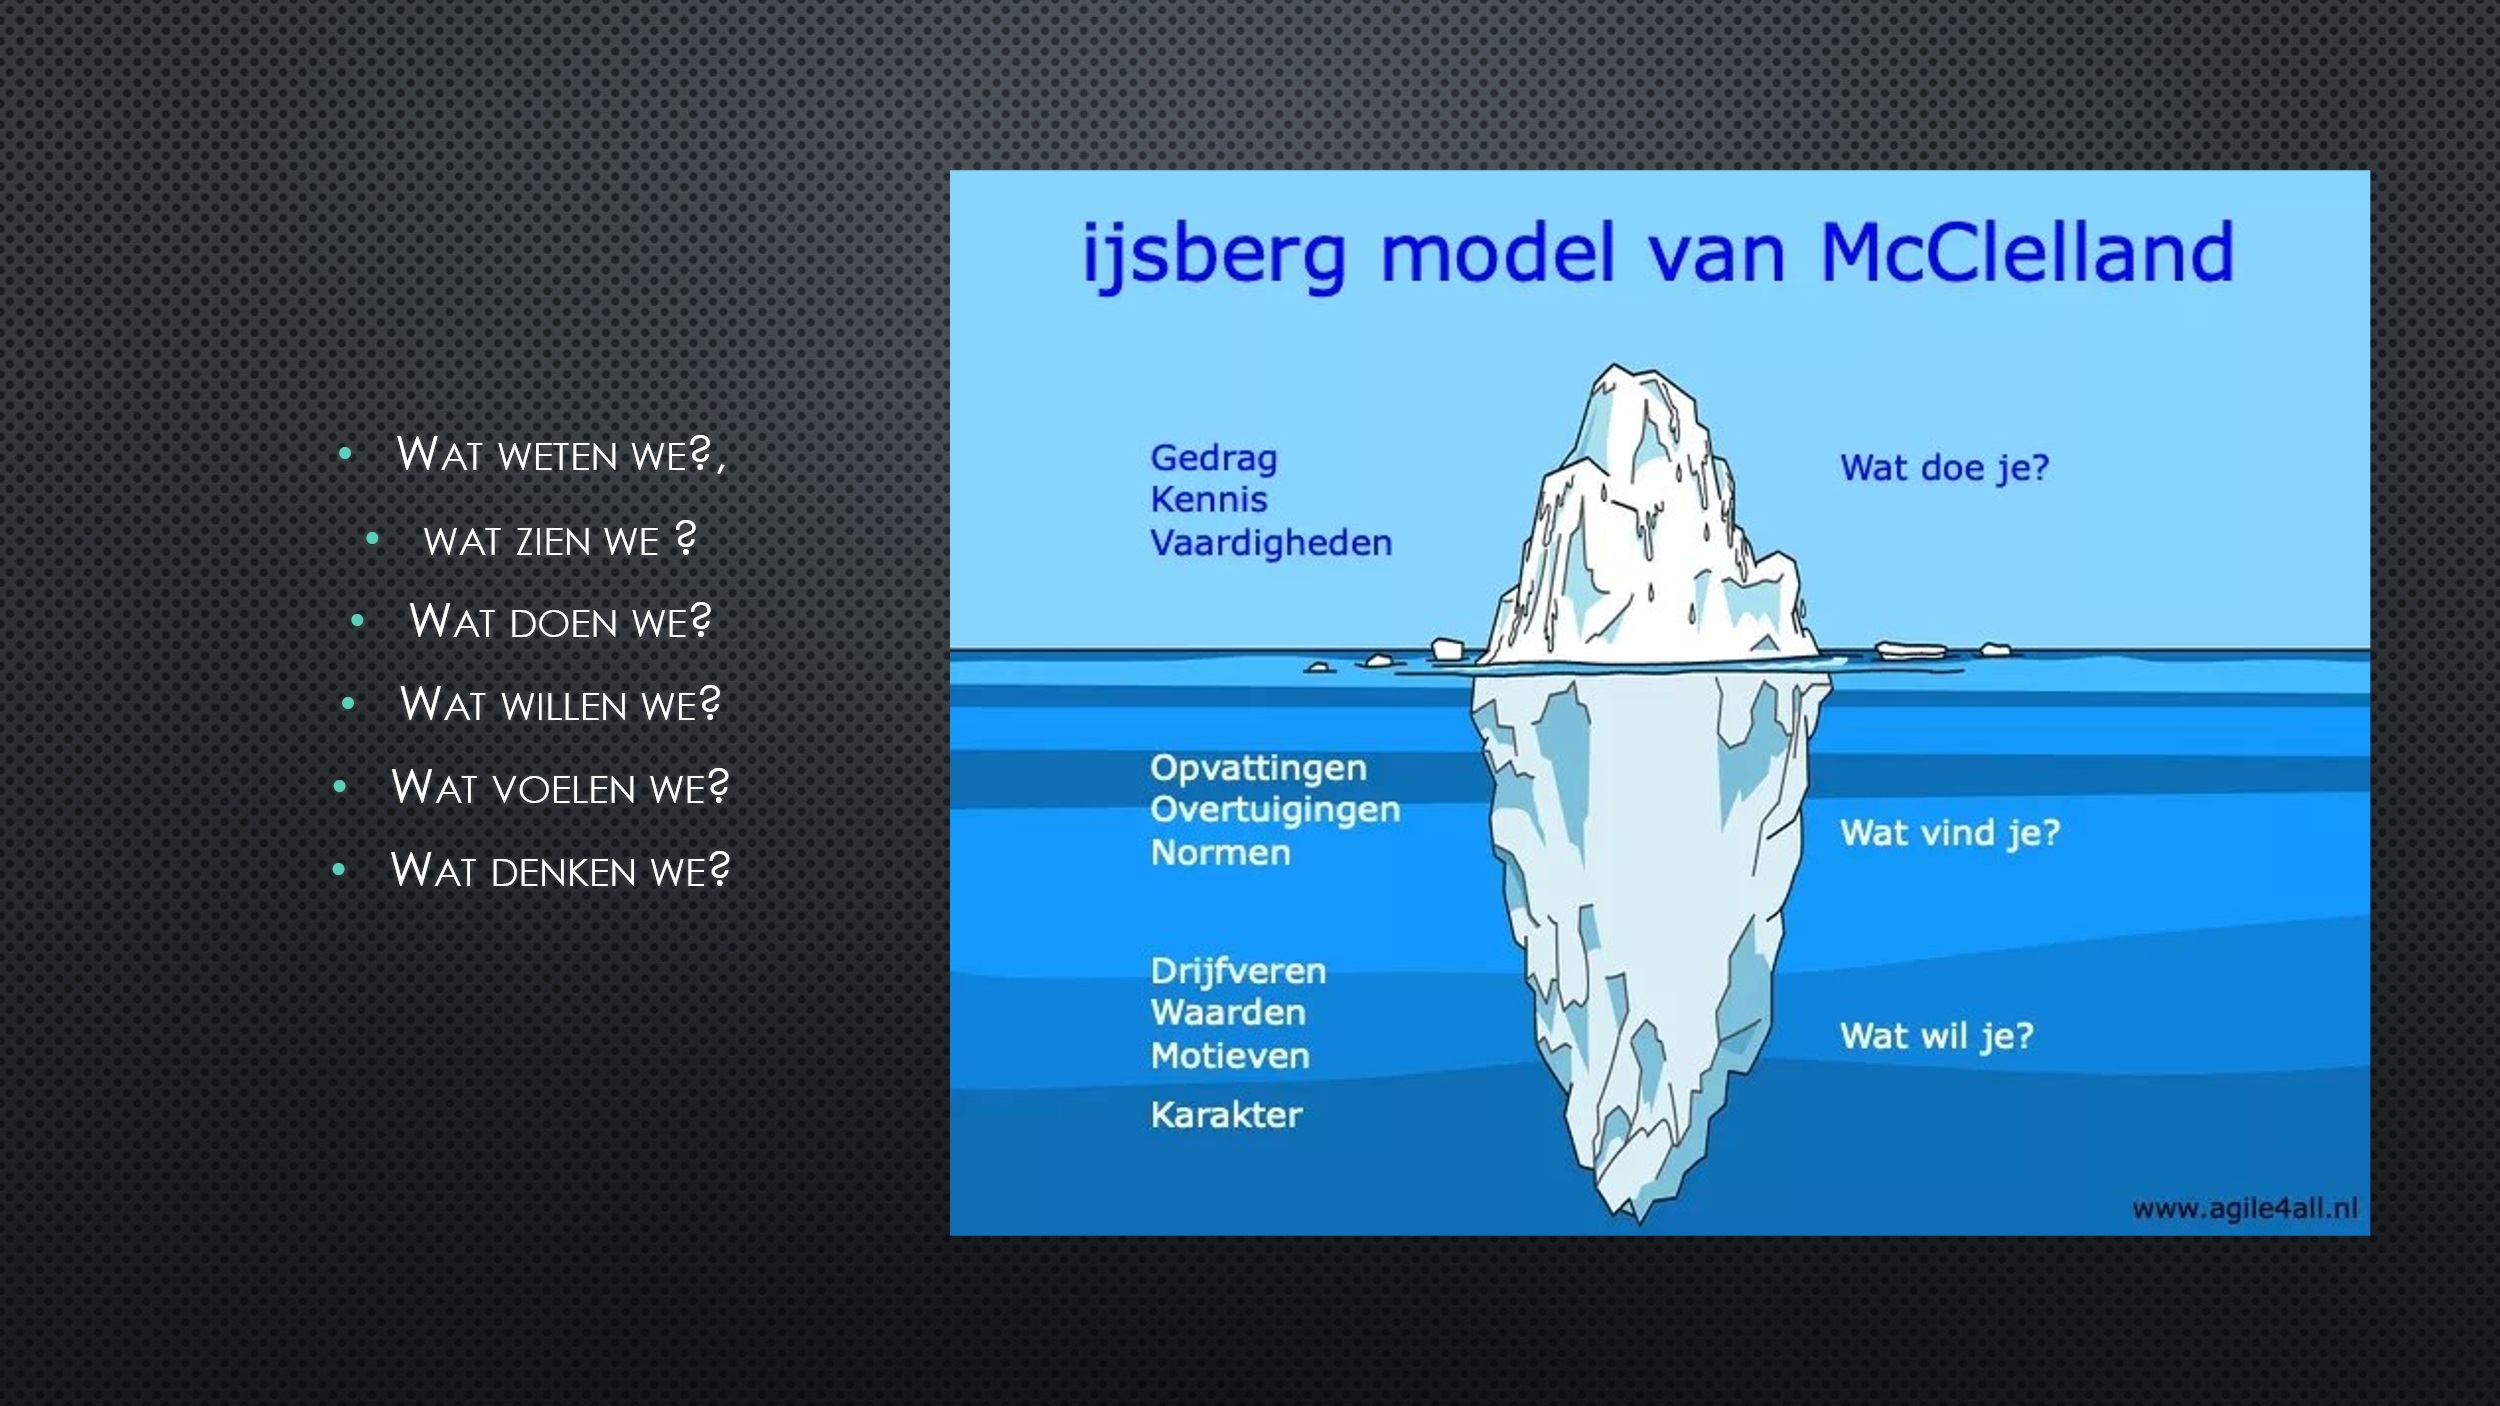 • Wat weten we?,
• wat zien we ?
• Wat doen we?
• Wat willen we?
• Wat voelen we?
• Wat denken we?
ijsberg model van McClelland
Gedrag
Kennis
Vaardigheden
Wat doe je?
Opvattingen
Overtuigingen
Normen
Wat vind je?
Drijfveren
Waarden
Motieven
Wat wil je?
Karakter
www.agile4all.nl